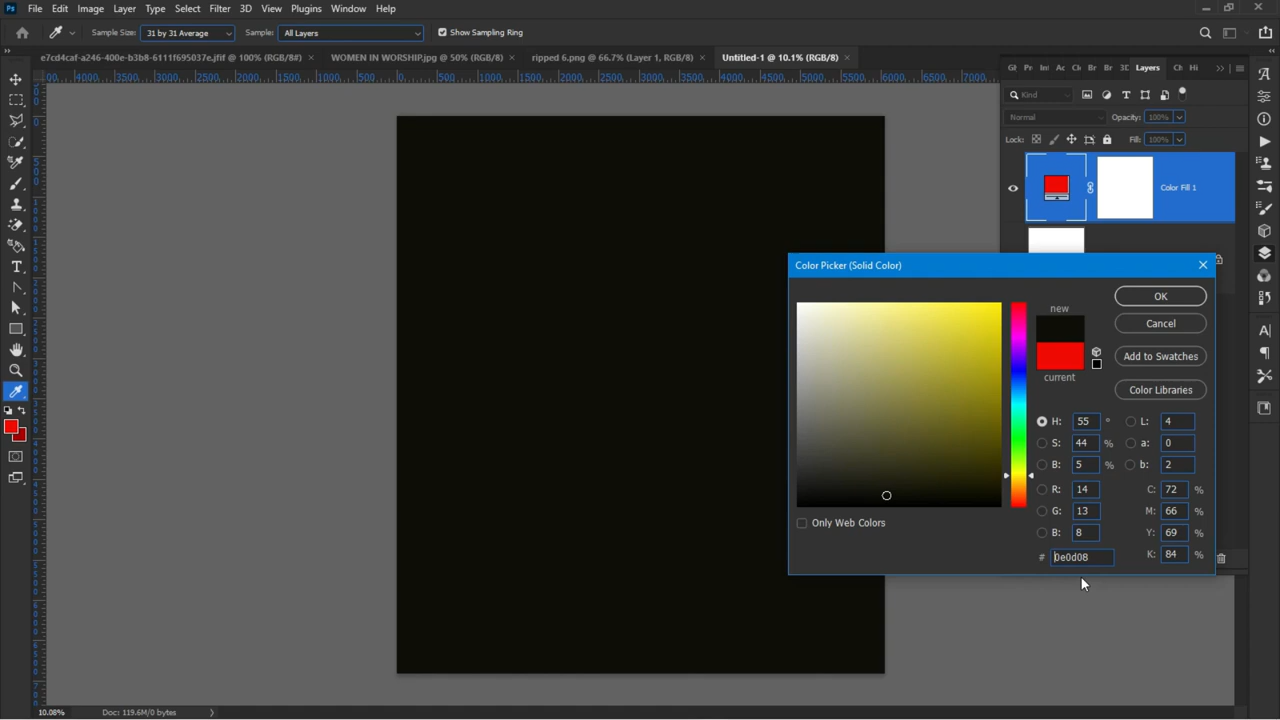 Ps File Edit Image Layer Type Select Filter 3D View Plugins Window Help
Sample Size: 31 by 31 Average Sample: All Layers Show Sampling Ring
e7cd4caf-a246-400e-b3b6-6111f695037e.jfif @ 100% (RGB/8#) × WOMEN IN WORSHIP.jpg @ 50% (RGB/8) × ripped 6.png @ 66.7% (Layer 1, RGB/8) × Untitled-1 @ 10.1% (RGB/8) ×
Layers
Kind
Normal Opacity: 100%
Lock: Fill: 100%
Color Fill 1
Color Picker (Solid Color)
new
current
OK
Cancel
Add to Swatches
Color Libraries
H: 55 ° L: 4
S: 44 % a: 0
B: 5 % b: 2
R: 14 C: 72 %
G: 13 M: 66 %
B: 8 Y: 69 %
# 0e0d08 K: 84 %
Only Web Colors
10.08% Doc: 119.6M/0 bytes